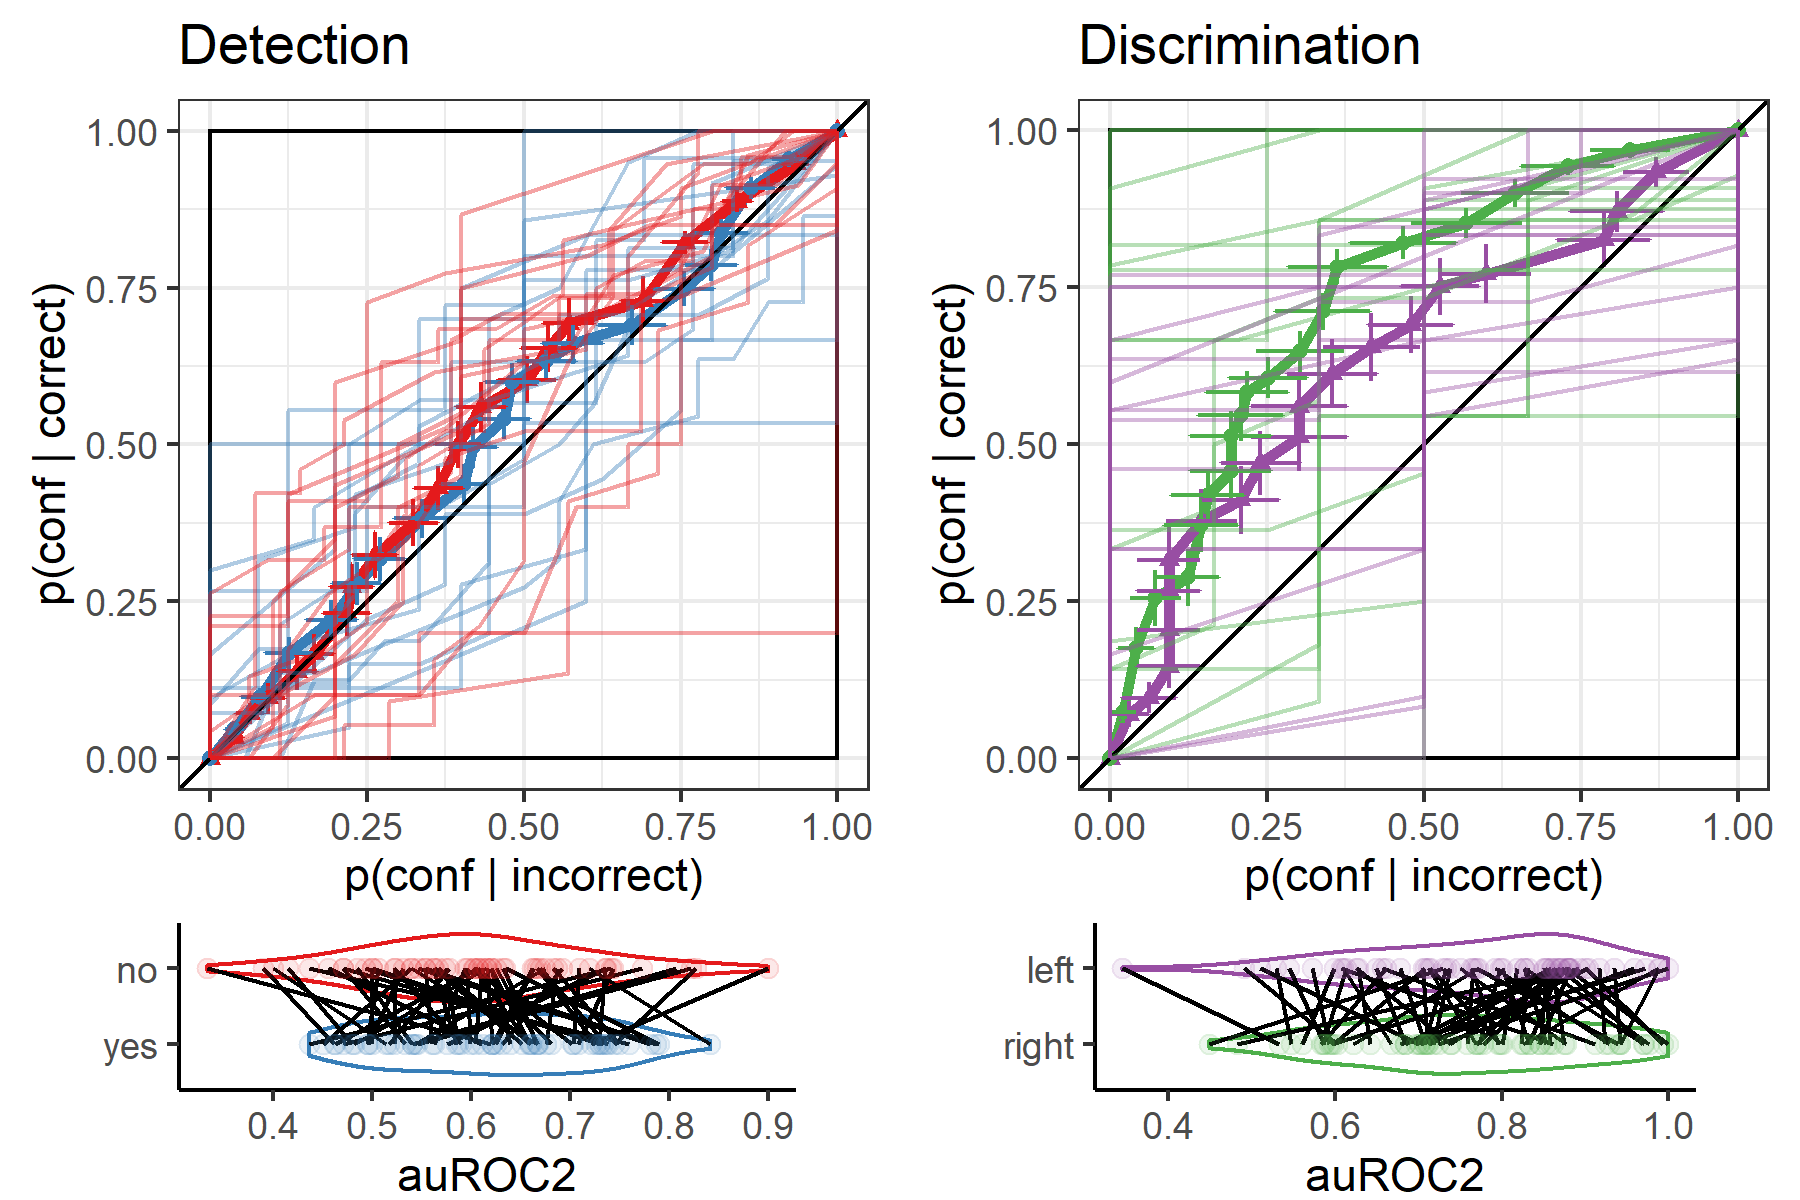 Detection
1.00
0.75
0.50
0.25
0.00
p(conf | correct)
0.00 0.25 0.50 0.75 1.00
p(conf | incorrect)
no
yes
0.4 0.5 0.6 0.7 0.8 0.9
auROC2
Discrimination
1.00
0.75
0.50
0.25
0.00
p(conf | correct)
0.00 0.25 0.50 0.75 1.00
p(conf | incorrect)
left
right
0.4 0.6 0.8 1.0
auROC2